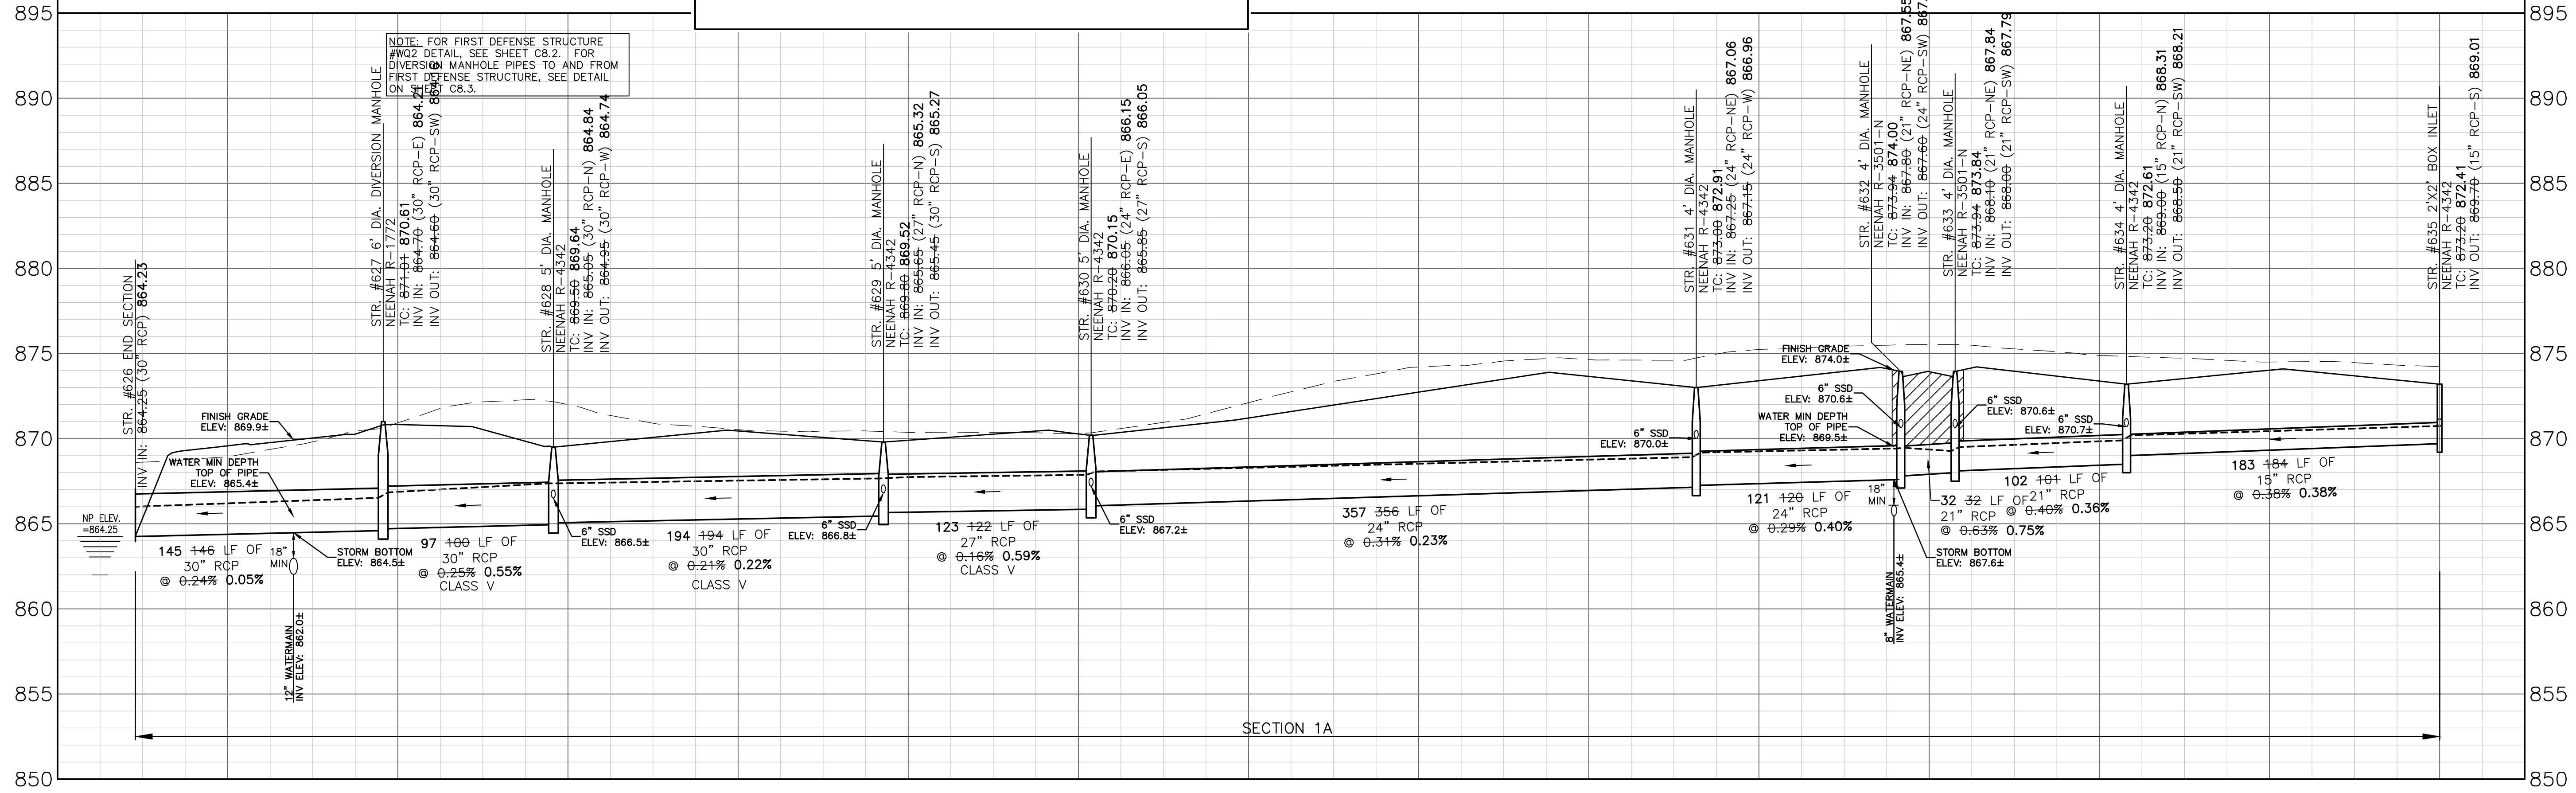 895
890
885
880
875
870
865
860
855
850
NOTE: FOR FIRST DEFENSE STRUCTURE
#WQ2 DETAIL, SEE SHEET C8.2. FOR
DIVERSION MANHOLE PIPES TO AND FROM
FIRST DEFENSE STRUCTURE, SEE DETAIL
ON SHEET C8.3.
STR. #626 END SECTION
INV IN: 864.25 (30" RCP) 864.23
STR. #627 6' DIA. DIVERSION MANHOLE
NEENAH R-1772
TC: 871.01 870.61
INV IN: 864.70 (30" RCP-E) 864.21
INV OUT: 864.60 (30" RCP-SW) 864.16
STR. #628 5' DIA. MANHOLE
NEENAH R-4342
TC: 869.50 869.64
INV IN: 865.05 (30" RCP-N) 864.84
INV OUT: 864.95 (30" RCP-W) 864.74
STR. #629 5' DIA. MANHOLE
NEENAH R-4342
TC: 869.80 869.52
INV IN: 865.65 (27" RCP-N) 865.32
INV OUT: 865.45 (30" RCP-S) 865.27
STR. #630 5' DIA. MANHOLE
NEENAH R-4342
TC: 870.20 870.15
INV IN: 866.05 (24" RCP-E) 866.15
INV OUT: 865.85 (27" RCP-S) 866.05
STR. #631 4' DIA. MANHOLE
NEENAH R-4342
TC: 873.00 872.91
INV IN: 867.25 (24" RCP-NE) 867.06
INV OUT: 867.15 (24" RCP-W) 866.96
STR. #632 4' DIA. MANHOLE
NEENAH R-3501-N
TC: 873.94 874.00
INV IN: 867.80 (21" RCP-NE) 867.55
INV OUT: 867.60 (24" RCP-SW) 867.
STR. #633 4' DIA. MANHOLE
NEENAH R-3501-N
TC: 873.94 873.84
INV IN: 868.10 (21" RCP-NE) 867.84
INV OUT: 868.00 (21" RCP-SW) 867.79
STR. #634 4' DIA. MANHOLE
NEENAH R-4342
TC: 873.20 872.61
INV IN: 869.00 (15" RCP-N) 868.31
INV OUT: 868.50 (21" RCP-SW) 868.21
STR. #635 2'X2' BOX INLET
NEENAH R-4342
TC: 873.20 872.41
INV OUT: 869.70 (15" RCP-S) 869.01
FINISH GRADE
ELEV: 869.9±
WATER MIN DEPTH
TOP OF PIPE
ELEV: 865.4±
NP ELEV.
=864.25
145 146 LF OF
30" RCP
@ 0.24% 0.05%
18"
MIN
STORM BOTTOM
ELEV: 864.5±
12" WATERMAIN
INV ELEV: 862.0±
97 100 LF OF
30" RCP
@ 0.25% 0.55%
CLASS V
6" SSD
ELEV: 866.5±
194 194 LF OF
30" RCP
@ 0.21% 0.22%
CLASS V
6" SSD
ELEV: 866.8±
123 122 LF OF
27" RCP
@ 0.16% 0.59%
CLASS V
6" SSD
ELEV: 867.2±
357 356 LF OF
24" RCP
@ 0.31% 0.23%
6" SSD
ELEV: 870.0±
121 120 LF OF
24" RCP
@ 0.29% 0.40%
FINISH GRADE
ELEV: 874.0±
6" SSD
ELEV: 870.6±
WATER MIN DEPTH
TOP OF PIPE
ELEV: 869.5±
18"
MIN
8" WATERMAIN
INV ELEV: 865.4±
STORM BOTTOM
ELEV: 867.6±
32 32 LF OF
21" RCP
@ 0.63% 0.75%
6" SSD
ELEV: 870.6±
6" SSD
ELEV: 870.7±
102 101 LF OF
21" RCP
@ 0.40% 0.36%
183 184 LF OF
15" RCP
@ 0.38% 0.38%
SECTION 1A
895
890
885
880
875
870
865
860
855
850